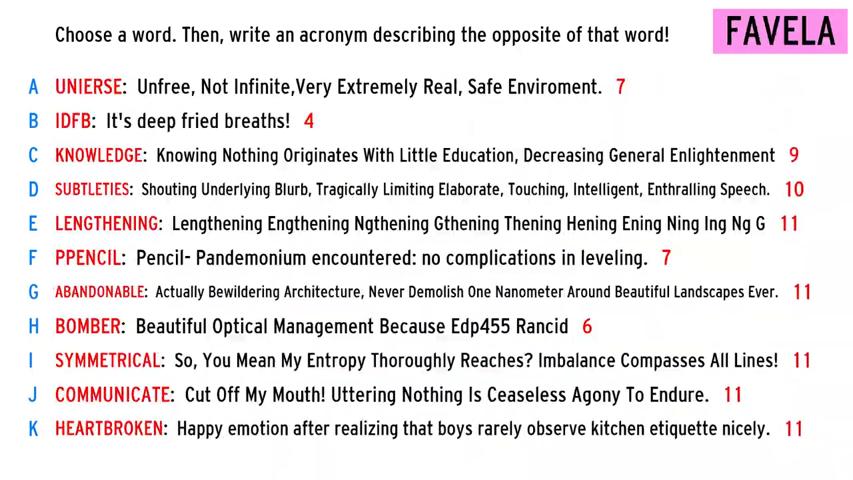 Choose a word. Then, write an acronym describing the opposite of that word!
FAVELA
A UNIERSE: Unfree, Not Infinite,Very Extremely Real, Safe Enviroment. 7
B IDFB: It's deep fried breaths! 4
C KNOWLEDGE: Knowing Nothing Originates With Little Education, Decreasing General Enlightenment 9
D SUBTLETIES: Shouting Underlying Blurb, Tragically Limiting Elaborate, Touching, Intelligent, Enthralling Speech. 10
E LENGTHENING: Lengthening Engthening Ngthening Gthening Thening Hening Ening Ning Ing Ng G 11
F PPENCIL: Pencil- Pandemonium encountered: no complications in leveling. 7
G ABANDONABLE: Actually Bewildering Architecture, Never Demolish One Nanometer Around Beautiful Landscapes Ever. 11
H BOMBER: Beautiful Optical Management Because Edp455 Rancid 6
I SYMMETRICAL: So, You Mean My Entropy Thoroughly Reaches? Imbalance Compasses All Lines! 11
J COMMUNICATE: Cut Off My Mouth! Uttering Nothing Is Ceaseless Agony To Endure. 11
K HEARTBROKEN: Happy emotion after realizing that boys rarely observe kitchen etiquette nicely. 11